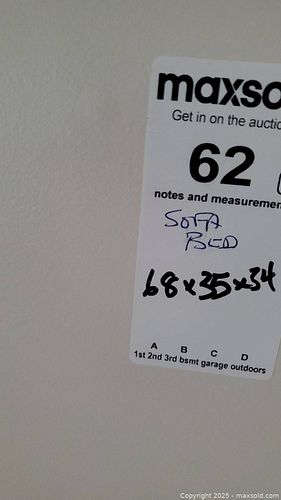 maxso
Get in on the auctio
62
notes and measuremen
SOFA
BED
68x35x34
A B C D
1st 2nd 3rd bsmt garage outdoors
Copyright © 2025 - www.maxsold.com